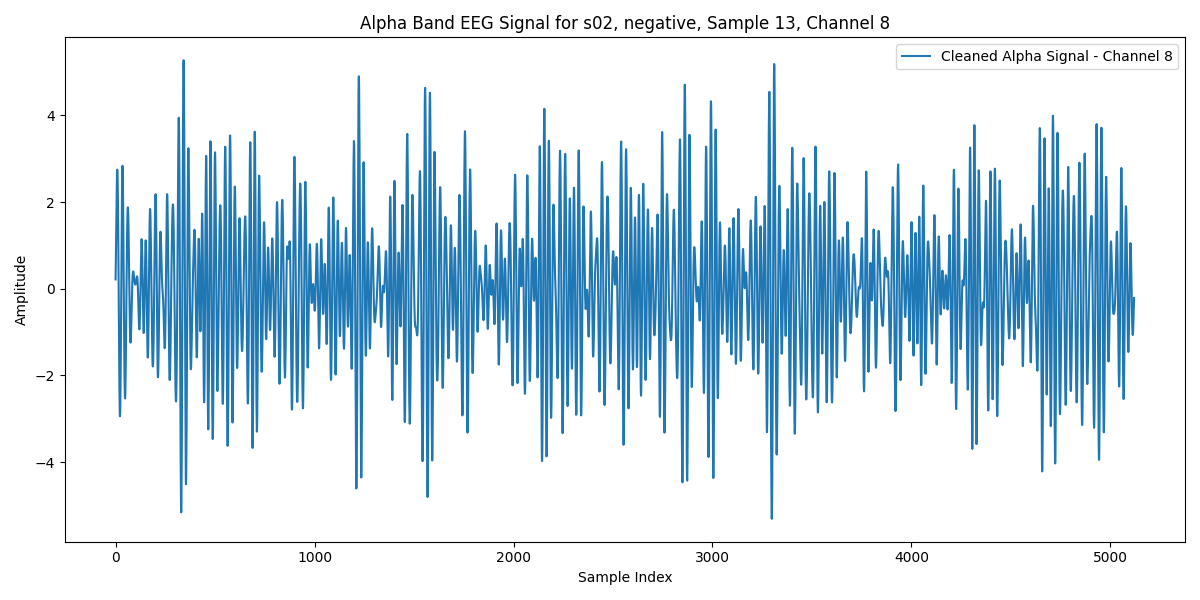 Alpha Band EEG Signal for s02, negative, Sample 13, Channel 8
Cleaned Alpha Signal - Channel 8
Amplitude
4
2
0
−2
−4
0 1000 2000 3000 4000 5000
Sample Index